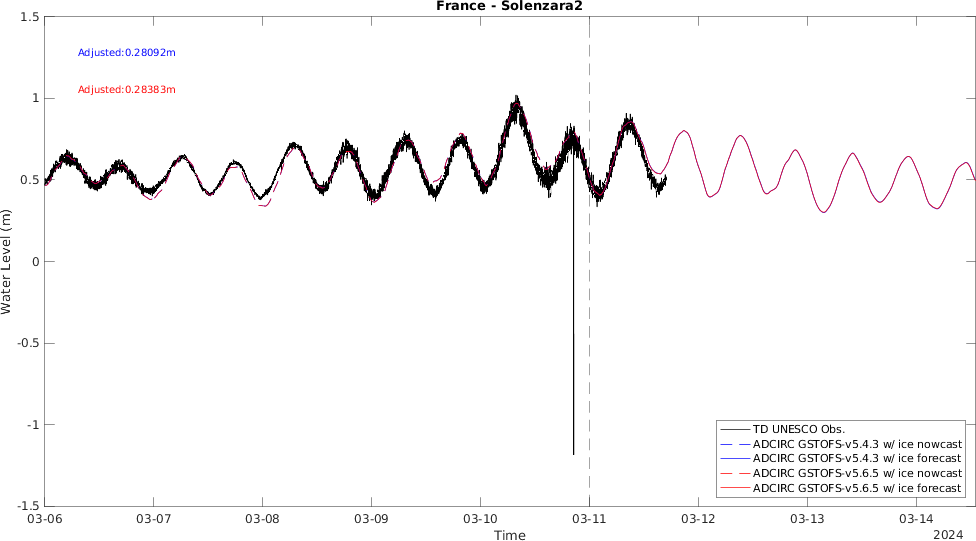 France - Solenzara2
1.5
Adjusted:0.28092m
Adjusted:0.28383m
1
0.5
0
-0.5
-1
-1.5
Water Level (m)
TD UNESCO Obs.
ADCIRC GSTOFS-v5.4.3 w/ ice nowcast
ADCIRC GSTOFS-v5.4.3 w/ ice forecast
ADCIRC GSTOFS-v5.6.5 w/ ice nowcast
ADCIRC GSTOFS-v5.6.5 w/ ice forecast
03-06 03-07 03-08 03-09 03-10 03-11 03-12 03-13 03-14
Time
2024